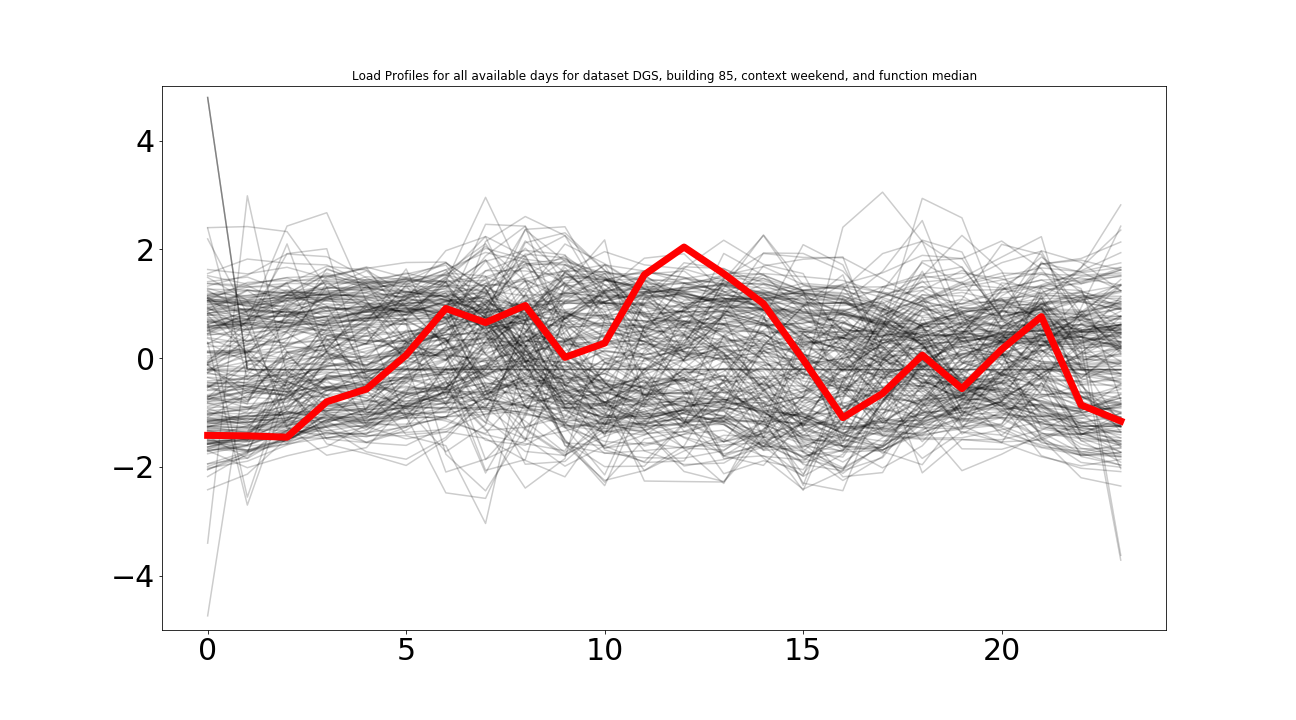 Load Profiles for all available days for dataset DGS, building 85, context weekend, and function median
4
2
0
−2
−4
0 5 10 15 20